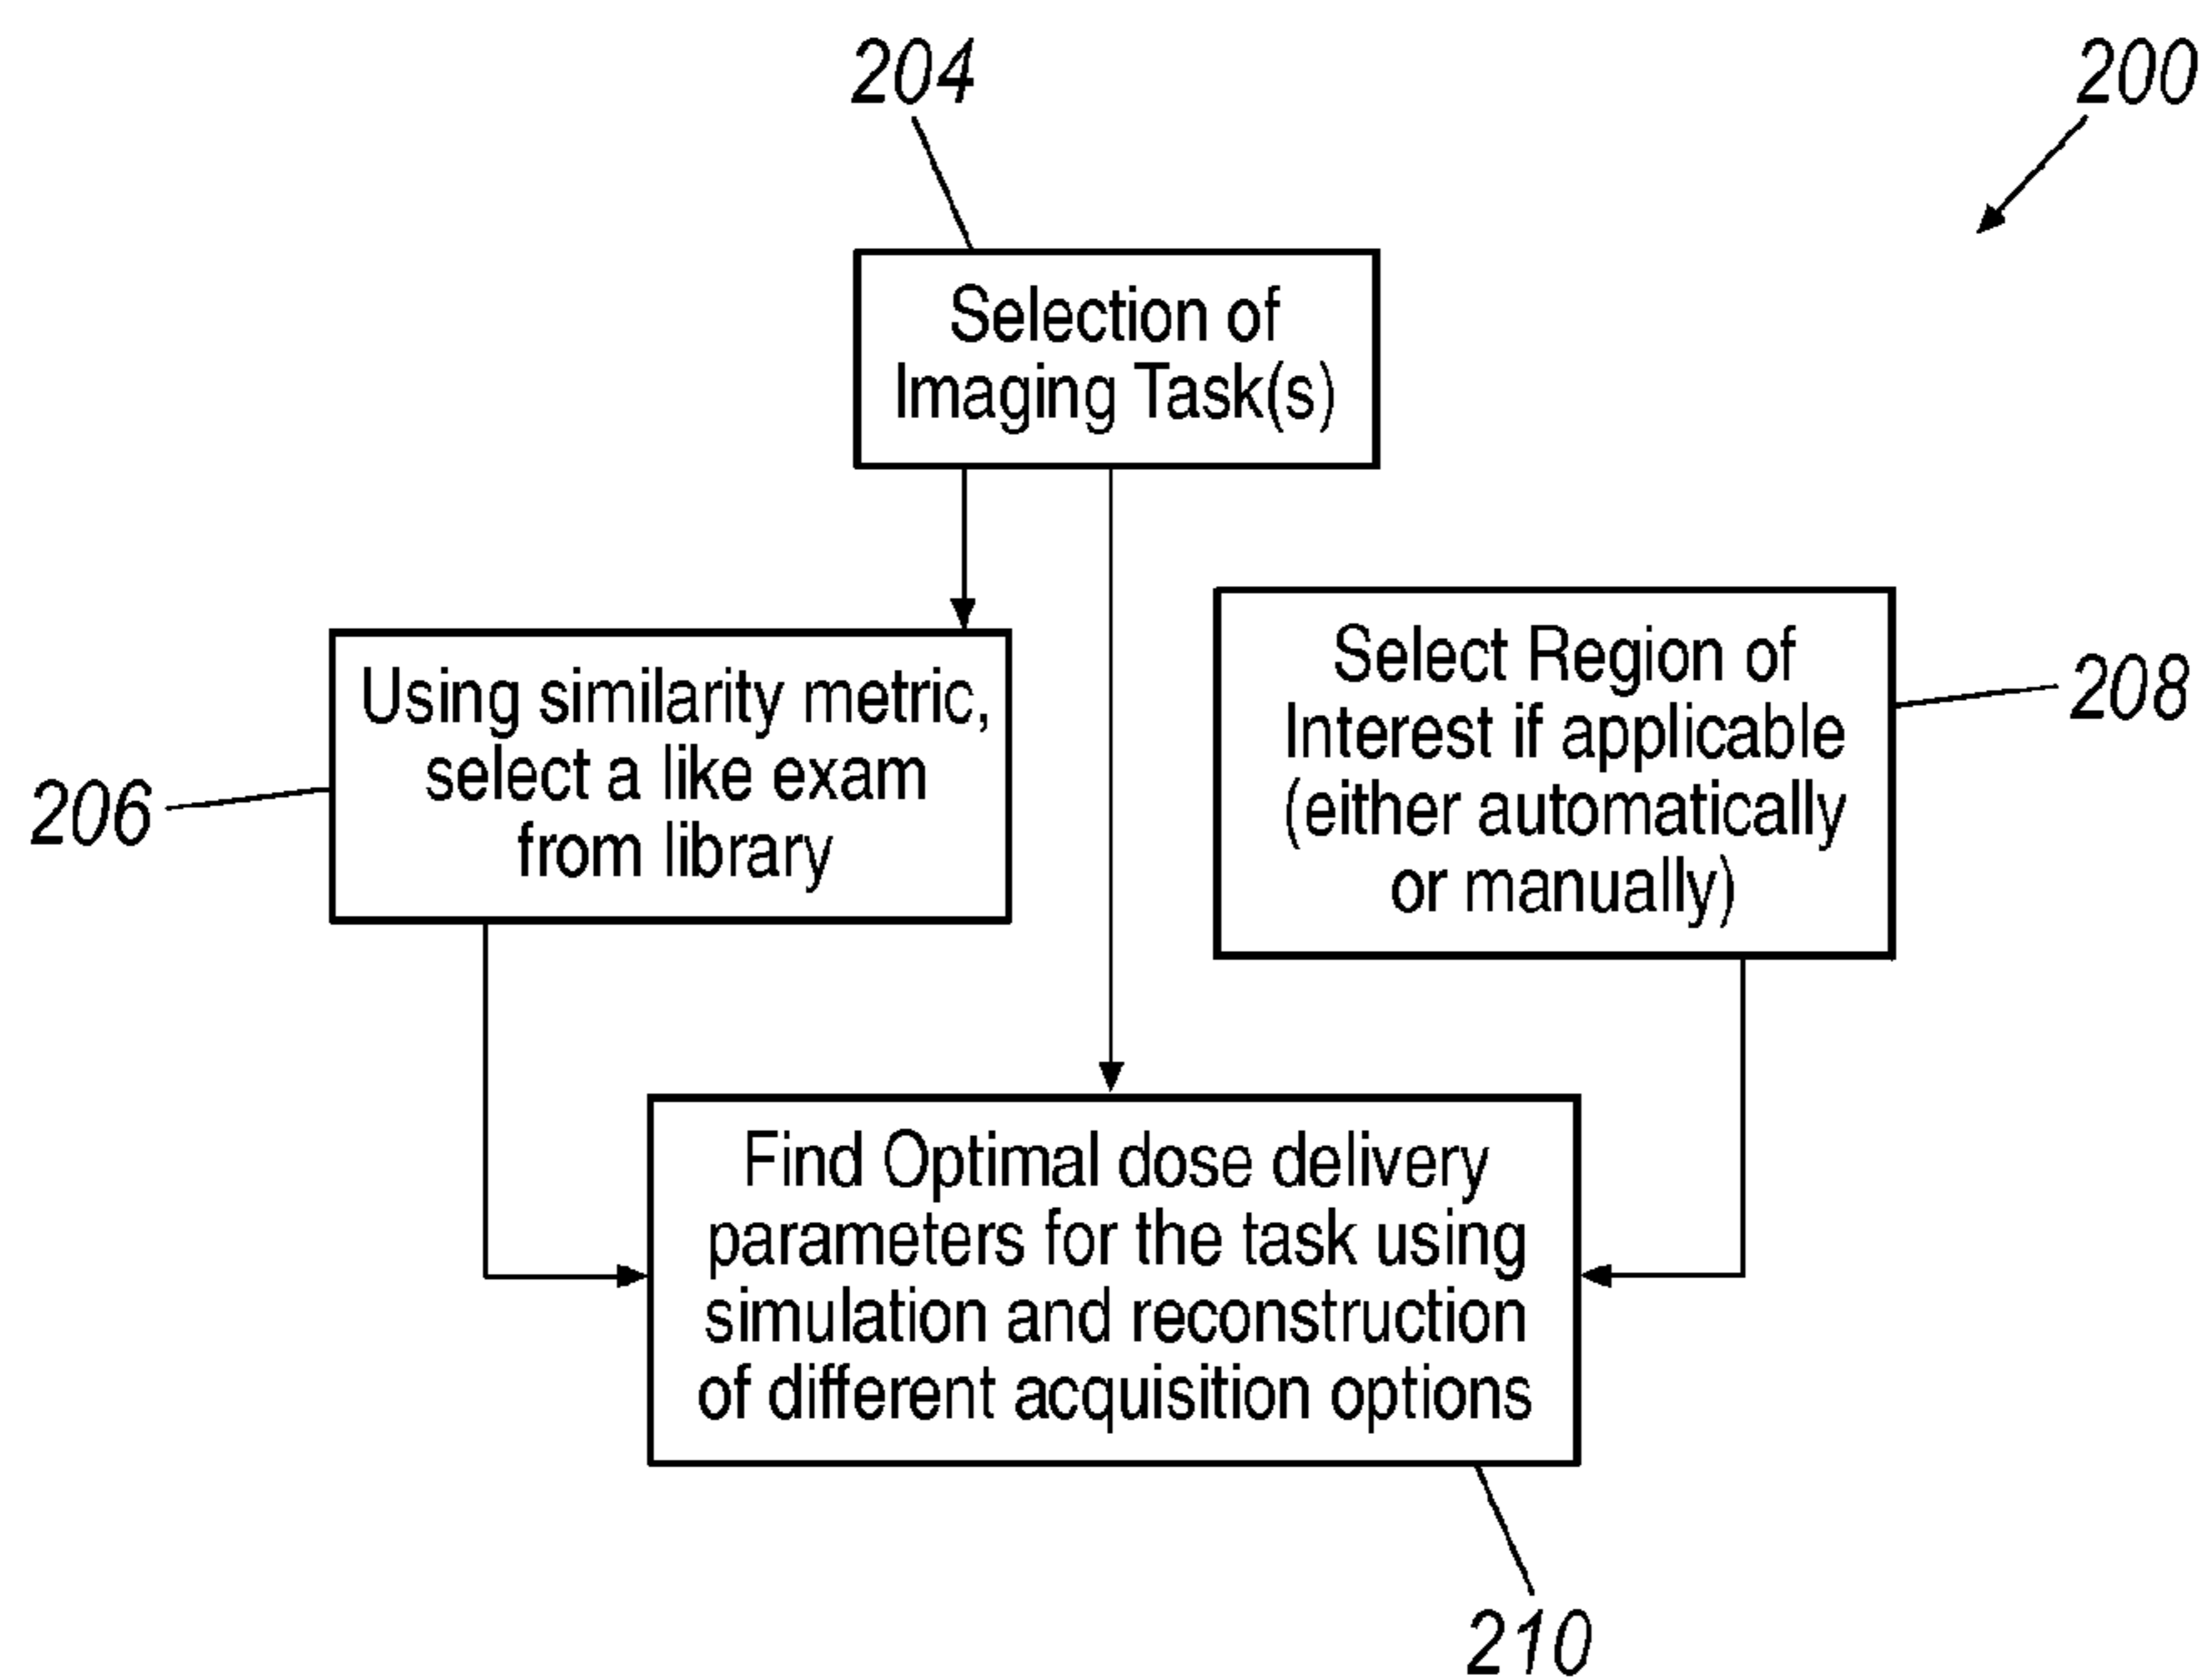 204
200
Selection of
Imaging Task(s)
Using similarity metric,
select a like exam
from library
206
Select Region of
Interest if applicable
(either automatically
or manually)
208
Find Optimal dose delivery
parameters for the task using
simulation and reconstruction
of different acquisition options
210